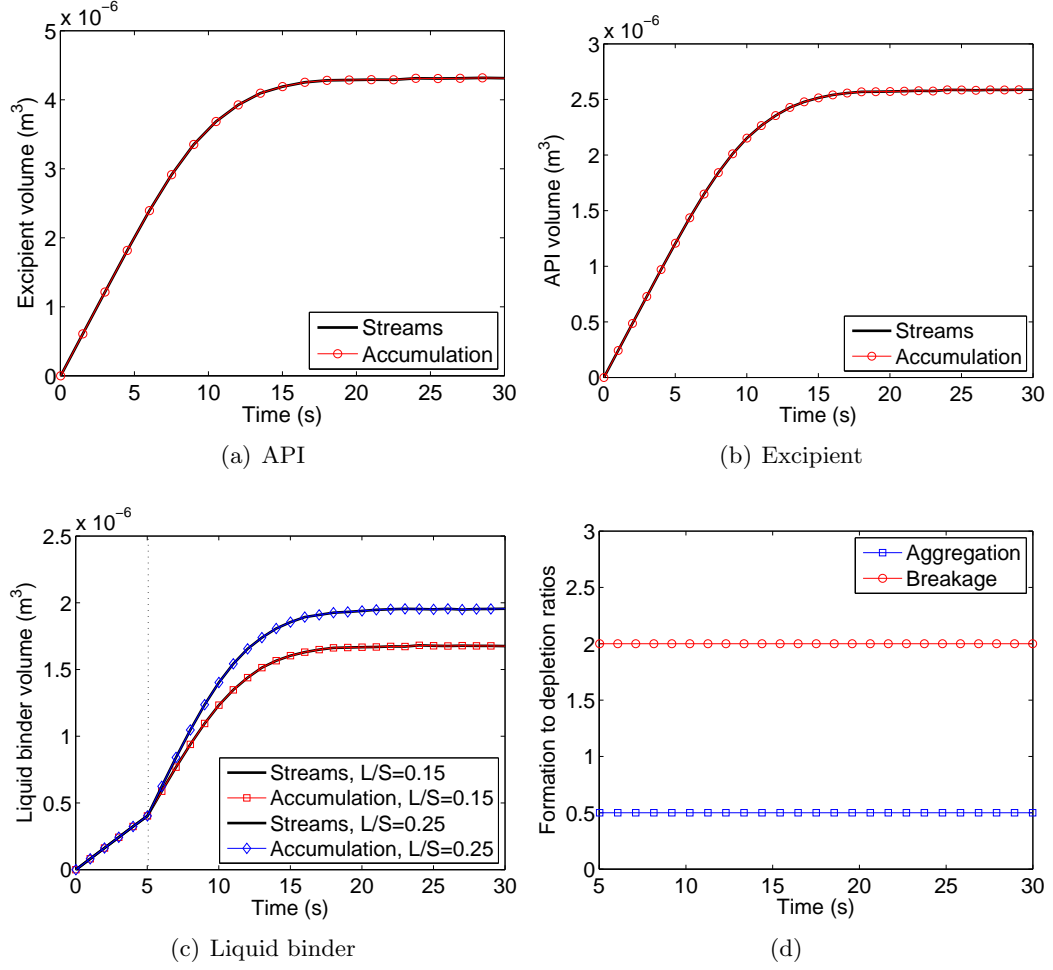 5 x 10⁻⁶
4
3
2
1
0
Excipient volume (m³)
Streams
Accumulation
0 5 10 15 20 25 30
Time (s)
(a) API
x 10⁻⁶
3
2.5
2
1.5
1
0.5
0
API volume (m³)
Streams
Accumulation
0 5 10 15 20 25 30
Time (s)
(b) Excipient
x 10⁻⁶
2.5
2
1.5
1
0.5
0
Liquid binder volume (m³)
Streams, L/S=0.15
Accumulation, L/S=0.15
Streams, L/S=0.25
Accumulation, L/S=0.25
0 5 10 15 20 25 30
Time (s)
(c) Liquid binder
3
2.5
2
1.5
1
0.5
0
Formation to depletion ratios
Aggregation
Breakage
5 10 15 20 25 30
Time (s)
(d)